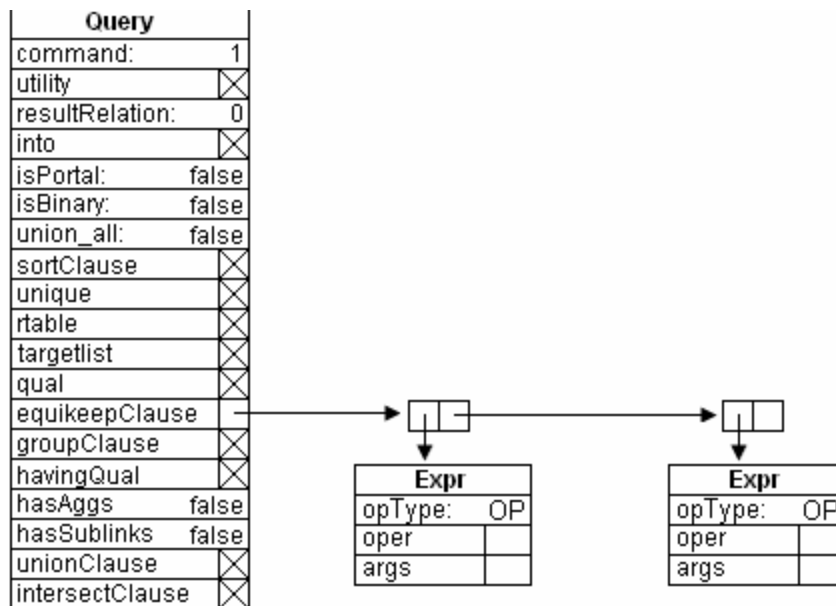 Query
command: 1
utility
resultRelation: 0
into
isPortal: false
isBinary: false
union_all: false
sortClause
unique
rtable
targetlist
qual
equikeepClause
groupClause
havingQual
hasAggs false
hasSublinks false
unionClause
intersectClause
Expr
opType: OP
oper
args
Expr
opType: OP
oper
args